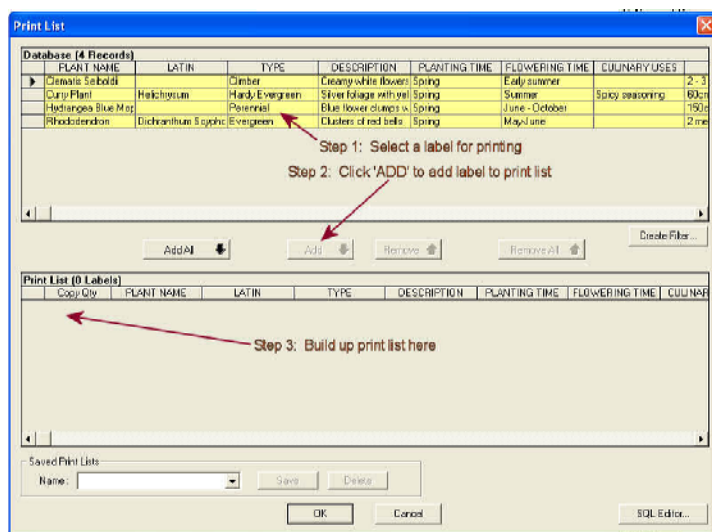 Print List
Database (4 Records)
PLANT NAME LATIN TYPE DESCRIPTION PLANTING TIME FLOWERING TIME CULINARY USES
Clematis Seiboldi Climber Creamy white flowers Spring Early summer 2 - 3
Curry Plant Helichysum Hardy Evergreen Silver foliage with yel Spring Summer Spicy seasoning 60cm
Hydrangea Blue Mop Perennial Blue flower clumps w Spring June - October 150c
Rhododendron Dichranthum Scypho Evergreen Clusters of red bells Spring May-June 2 me
Step 1: Select a label for printing
Step 2: Click 'ADD' to add label to print list
Create Filter...
Add All Add Remove Remove All
Print List (0 Labels)
Copy Qty PLANT NAME LATIN TYPE DESCRIPTION PLANTING TIME FLOWERING TIME CULINAR
Step 3: Build up print list here
Saved Print Lists
Name: Save Delete
OK Cancel SQL Editor...